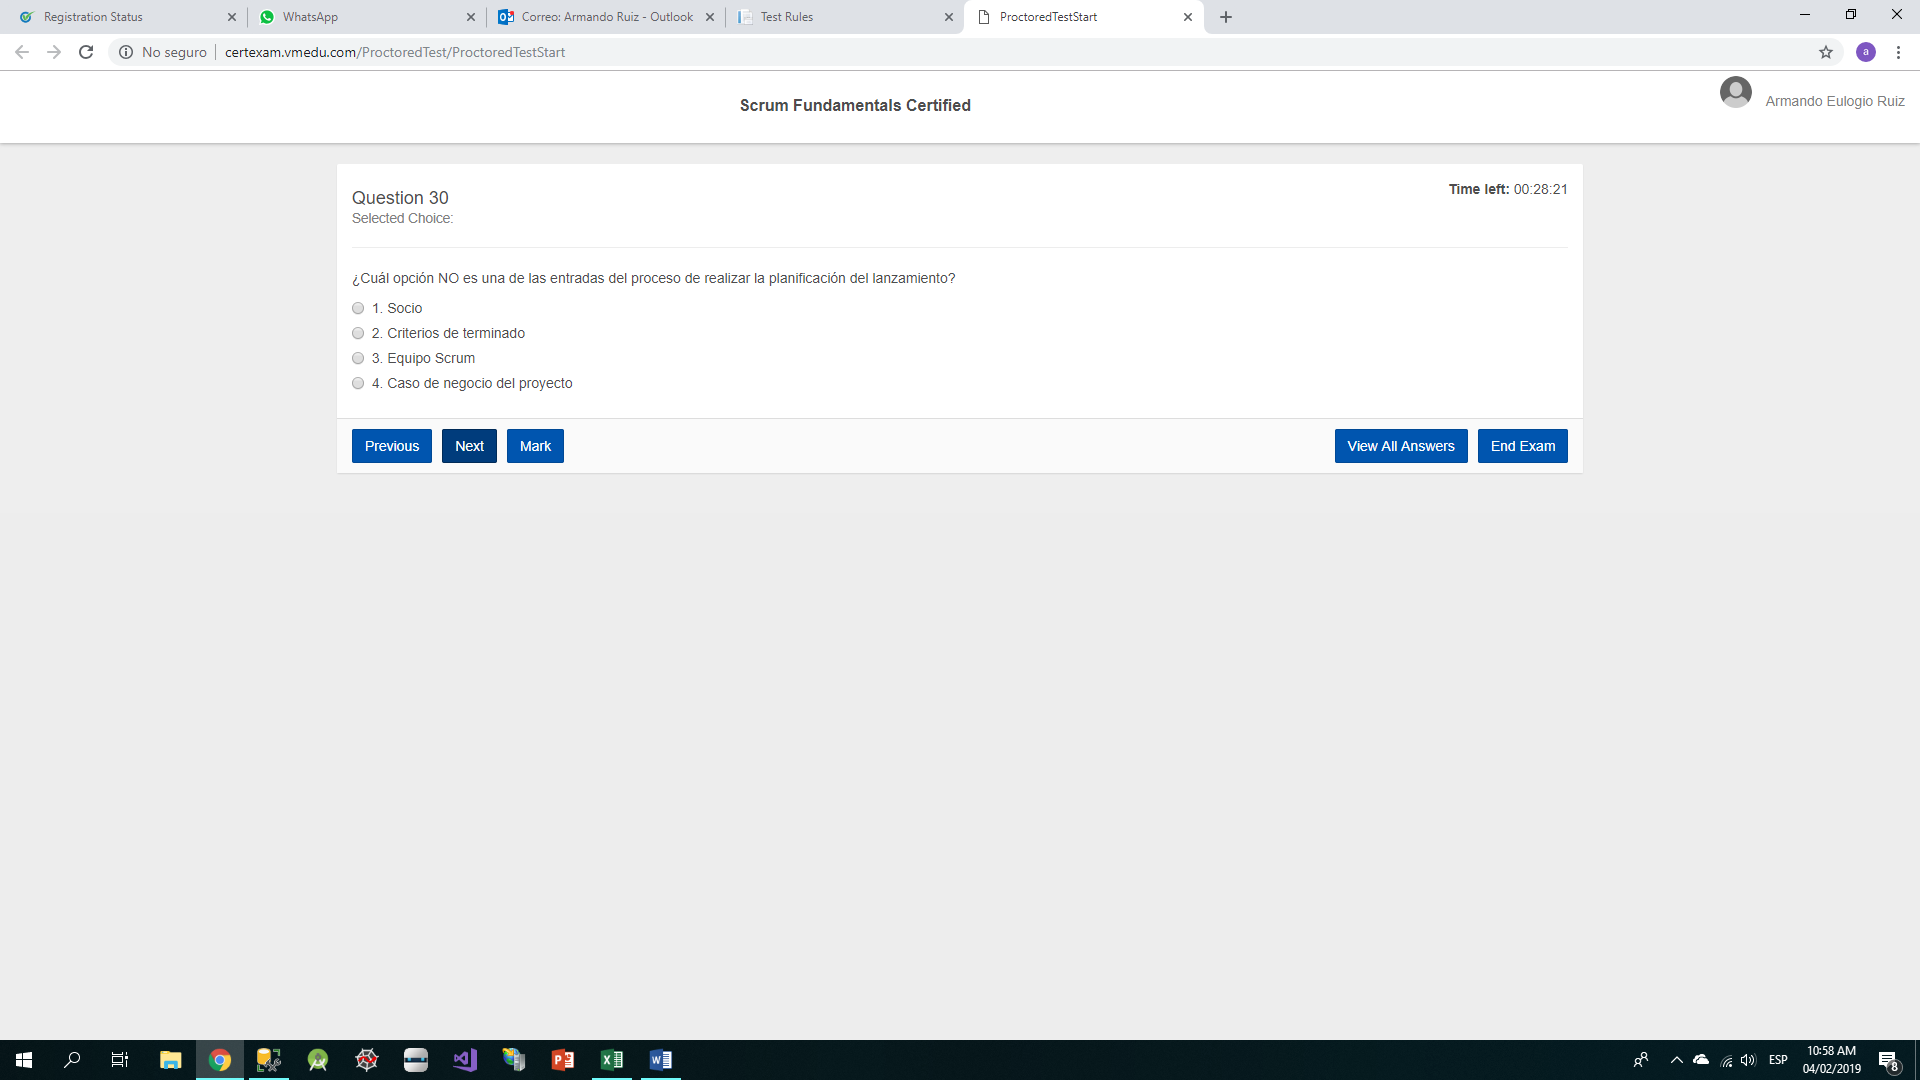 Registration Status
WhatsApp
Correo: Armando Ruiz - Outlook
Test Rules
ProctoredTestStart
No seguro
certexam.vmedu.com/ProctoredTest/ProctoredTestStart
a
Scrum Fundamentals Certified
Armando Eulogio Ruiz
Question 30
Time left: 00:28:21
Selected Choice:
¿Cuál opción NO es una de las entradas del proceso de realizar la planificación del lanzamiento?
1. Socio
2. Criterios de terminado
3. Equipo Scrum
4. Caso de negocio del proyecto
Previous
Next
Mark
View All Answers
End Exam
ESP
10:58 AM
04/02/2019
8